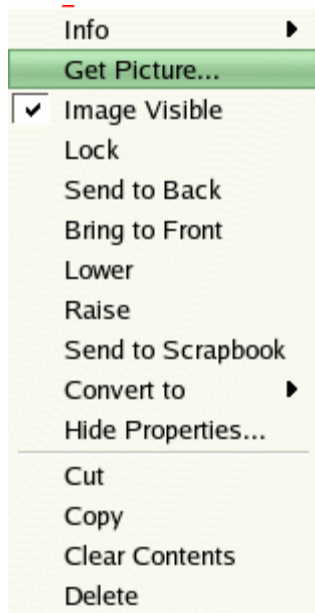 Info
Get Picture...
Image Visible
Lock
Send to Back
Bring to Front
Lower
Raise
Send to Scrapbook
Convert to
Hide Properties...
Cut
Copy
Clear Contents
Delete